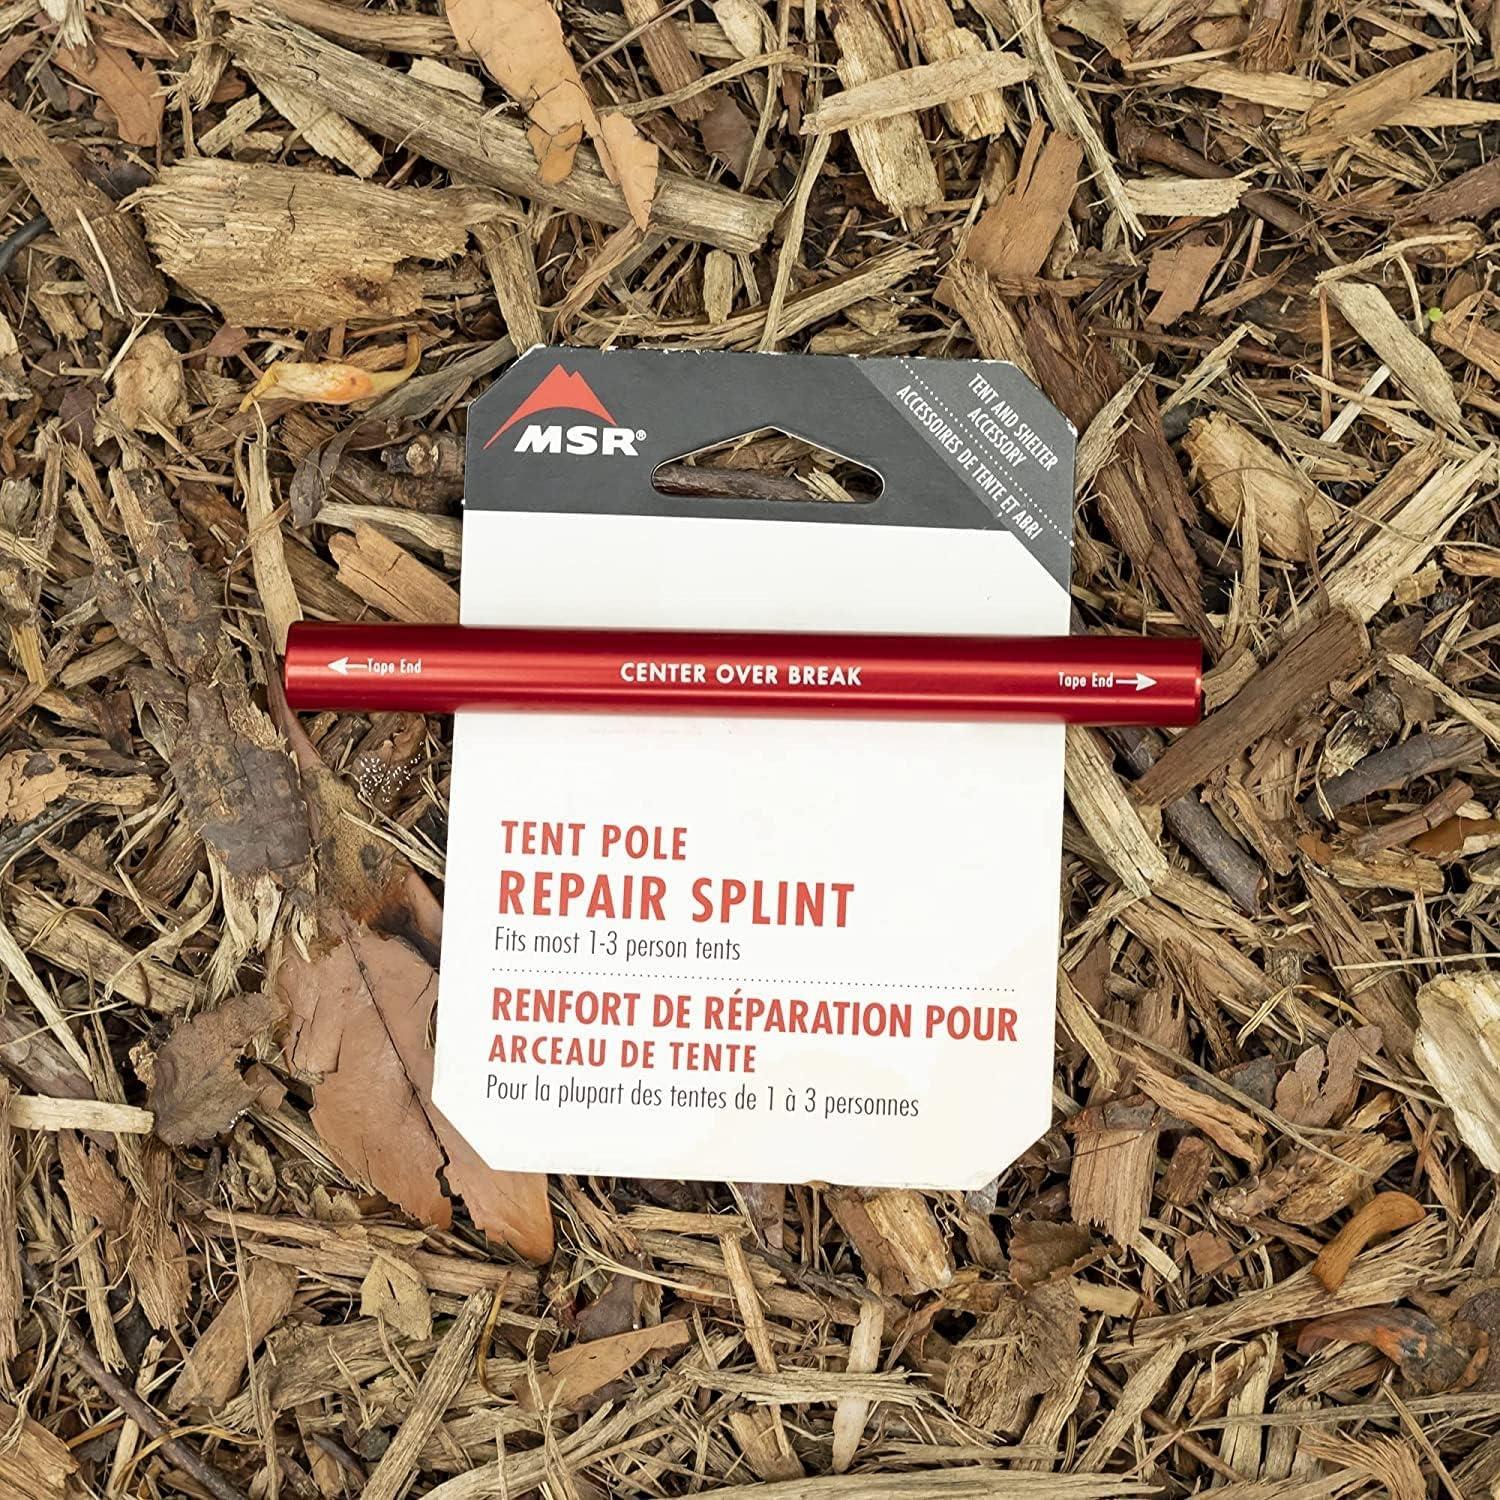 MSR®
TENT AND SHELTER
ACCESSORY
ACCESSOIRES DE TENTE ET ABRI
Tape End
CENTER OVER BREAK
Tape End
TENT POLE
REPAIR SPLINT
Fits most 1-3 person tents
RENFORT DE RÉPARATION POUR
ARCEAU DE TENTE
Pour la plupart des tentes de 1 à 3 personnes